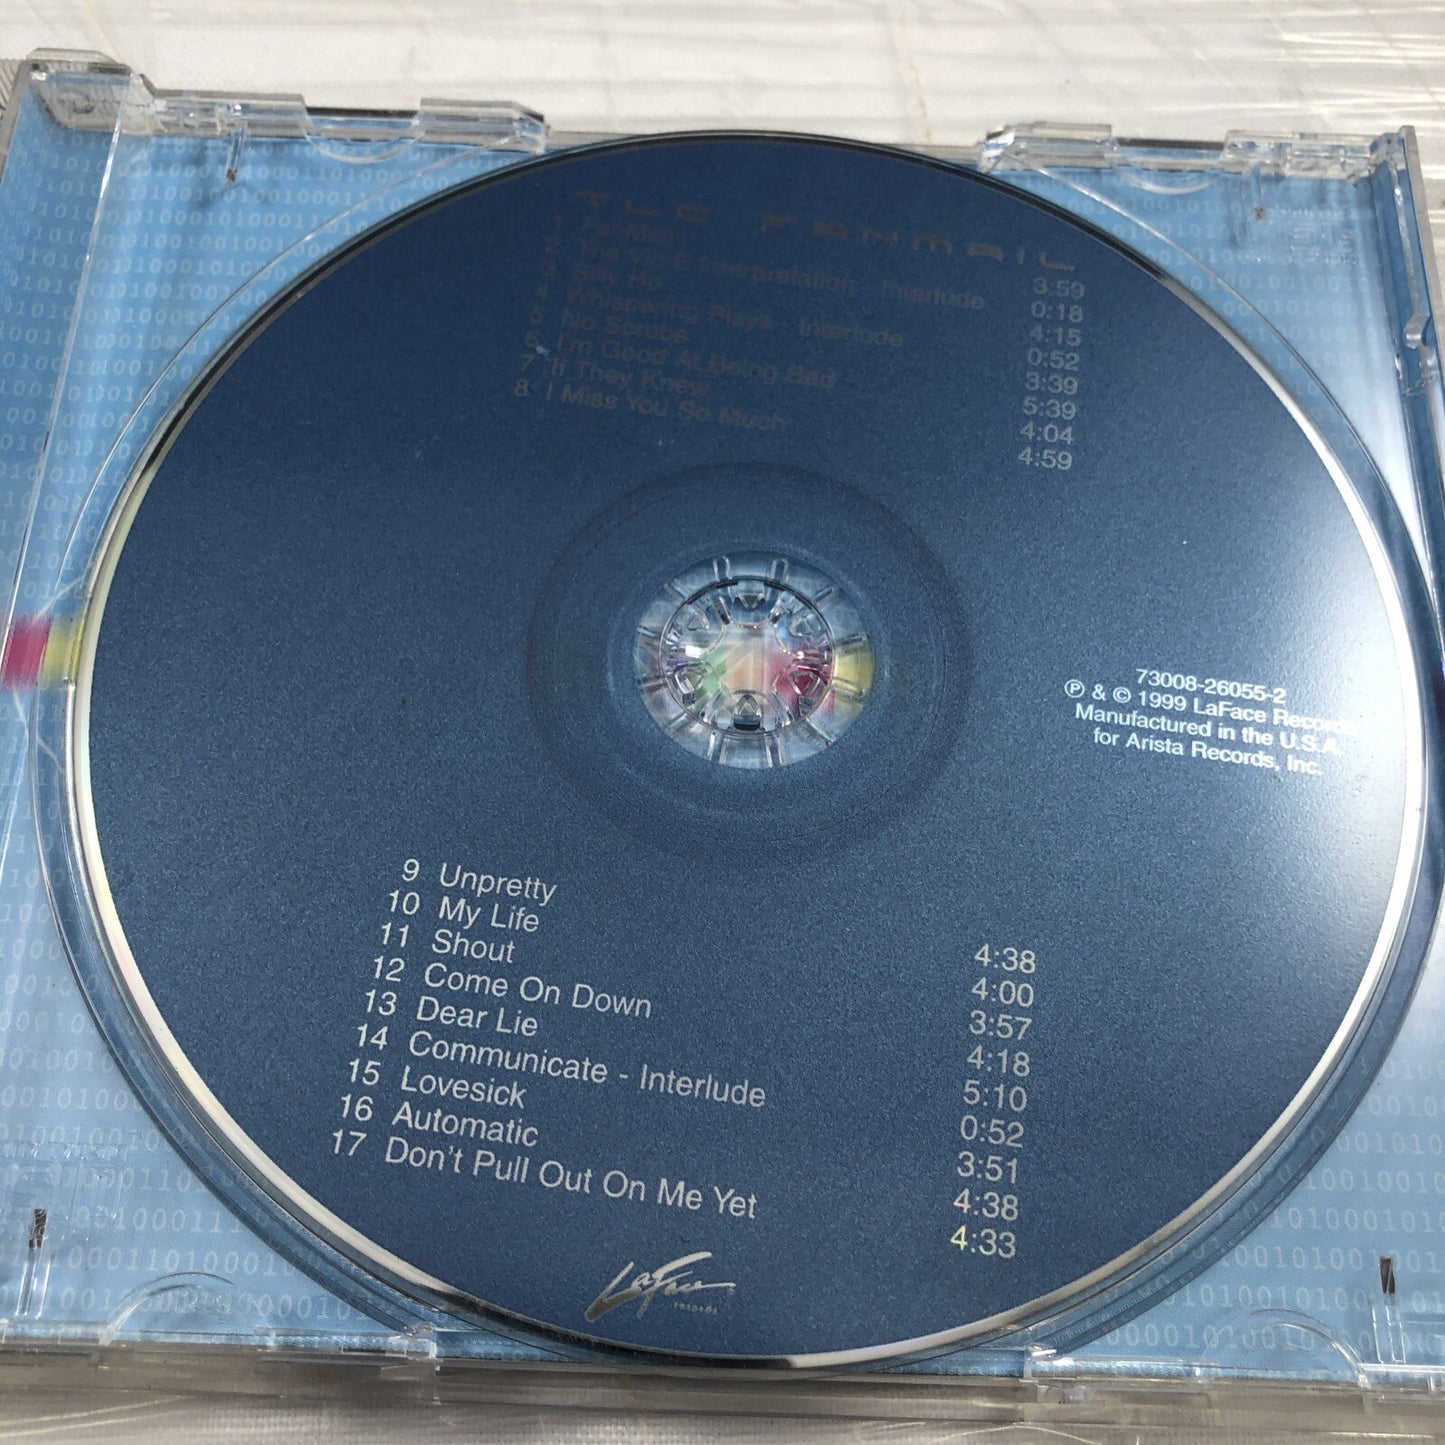 TLC FANMAIL
1 FanMail 3:59
2 The Vic-E Interpretation - Interlude 0:18
3 Silly Ho 4:15
4 Whispering Playa - Interlude 0:52
5 No Scrubs 3:39
6 I'm Good At Being Bad 5:39
7 If They Knew 4:04
8 I Miss You So Much 4:59
73008-26055-2
℗ & © 1999 LaFace Records
Manufactured in the U.S.A.
for Arista Records, Inc.
9 Unpretty 4:38
10 My Life 4:00
11 Shout 3:57
12 Come On Down 4:18
13 Dear Lie 5:10
14 Communicate - Interlude 0:52
15 Lovesick 3:51
16 Automatic 4:38
17 Don't Pull Out On Me Yet 4:33
LaFace
records